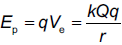 Eₚ = qVₑ = kQq/r